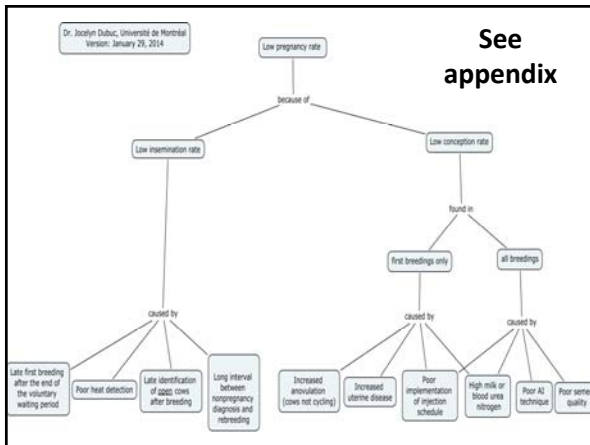 Dr. Jocelyn Dubuc, Université de Montréal
Version: January 29, 2014
Low pregnancy rate
See
appendix
because of
Low insemination rate
Low conception rate
found in
first breedings only
all breedings
caused by
caused by
caused by
Late first breeding
after the end of
the voluntary
waiting period
Poor heat detection
Late identification
of open cows
after breeding
Long interval
between
nonpregnancy
diagnosis and
rebreeding
Increased
anovulation
(cows not cycling)
Increased
uterine disease
Poor
implementation
of injection
schedule
High milk or
blood urea
nitrogen
Poor AI
technique
Poor semen
quality